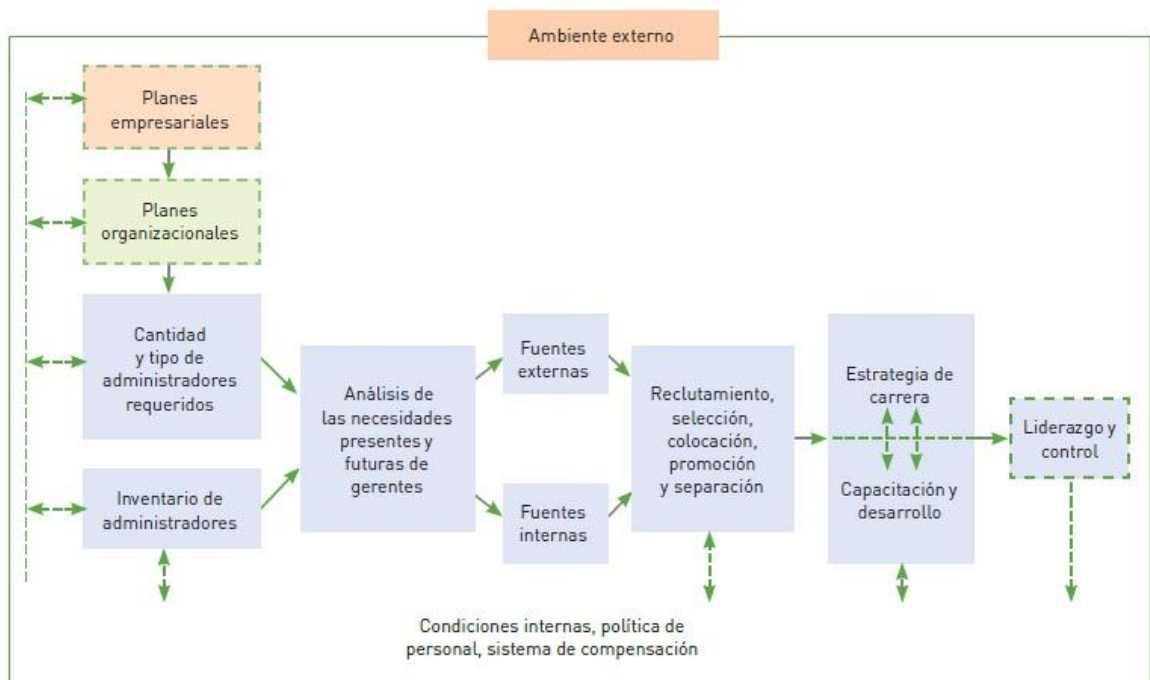 Ambiente externo
Planes
empresariales
Planes
organizacionales
Cantidad
y tipo de
administradores
requeridos
Inventario de
administradores
Análisis de
las necesidades
presentes y
futuras de
gerentes
Fuentes
externas
Fuentes
internas
Reclutamiento,
selección,
colocación,
promoción
y separación
Estrategia de
carrera
Capacitación y
desarrollo
Liderazgo y
control
Condiciones internas, política de
personal, sistema de compensación